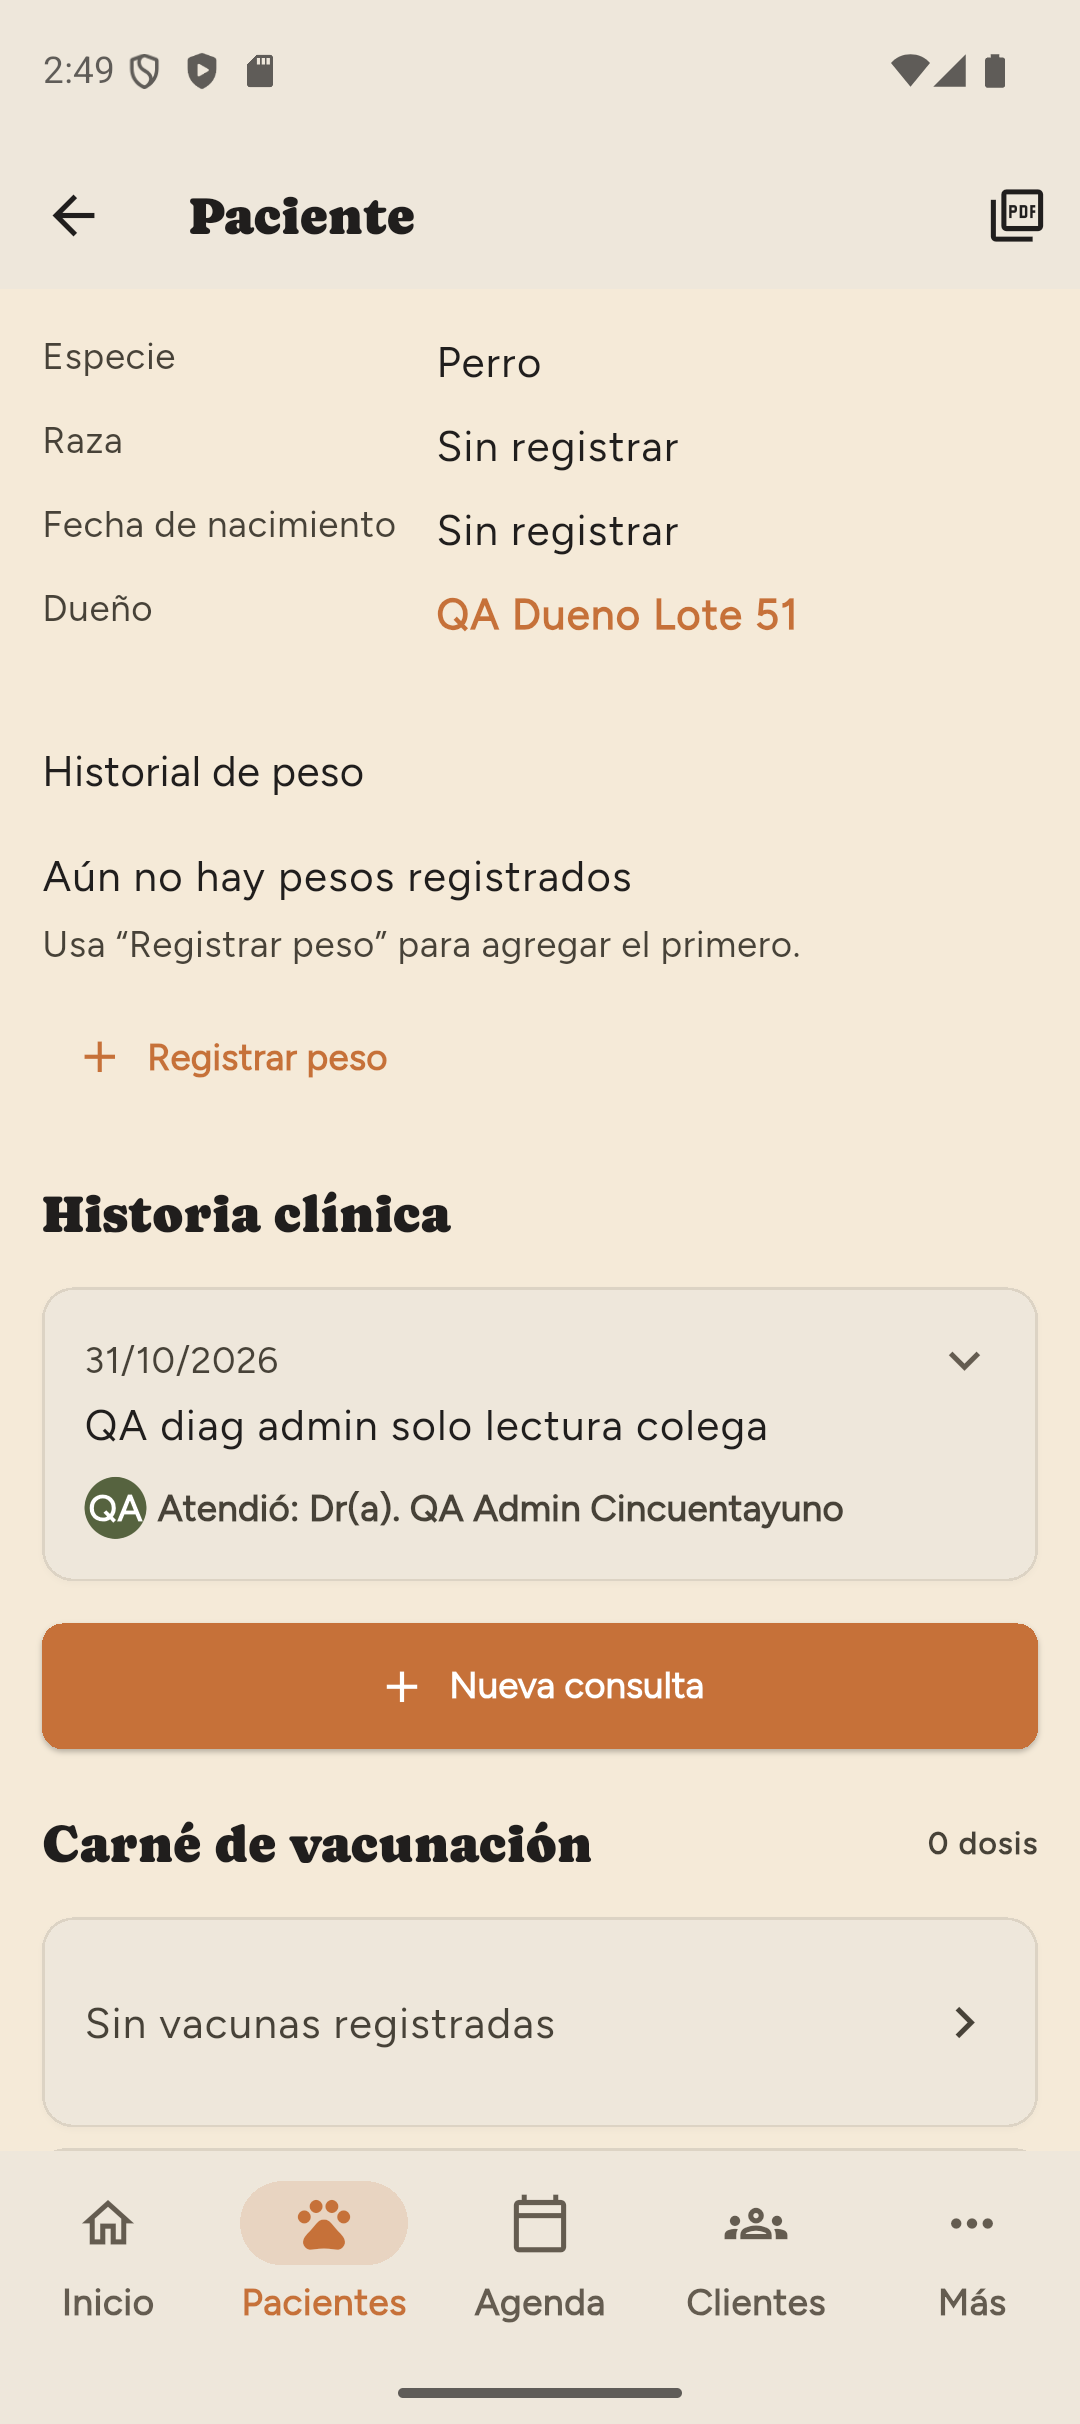 2:49
Paciente
PDF
Especie
Perro
Raza
Sin registrar
Fecha de nacimiento
Sin registrar
Dueño
QA Dueno Lote 51
Historial de peso
Aún no hay pesos registrados
Usa “Registrar peso” para agregar el primero.
Registrar peso
Historia clínica
31/10/2026
QA diag admin solo lectura colega
QA Atendió: Dr(a). QA Admin Cincuentayuno
Nueva consulta
Carné de vacunación
0 dosis
Sin vacunas registradas
Inicio
Pacientes
Agenda
Clientes
Más